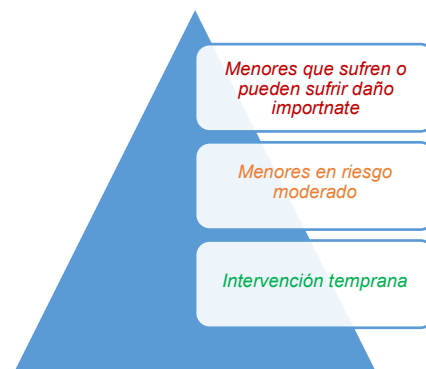 Menores que sufren o
pueden sufrir daño
importnate
Menores en riesgo
moderado
Intervención temprana